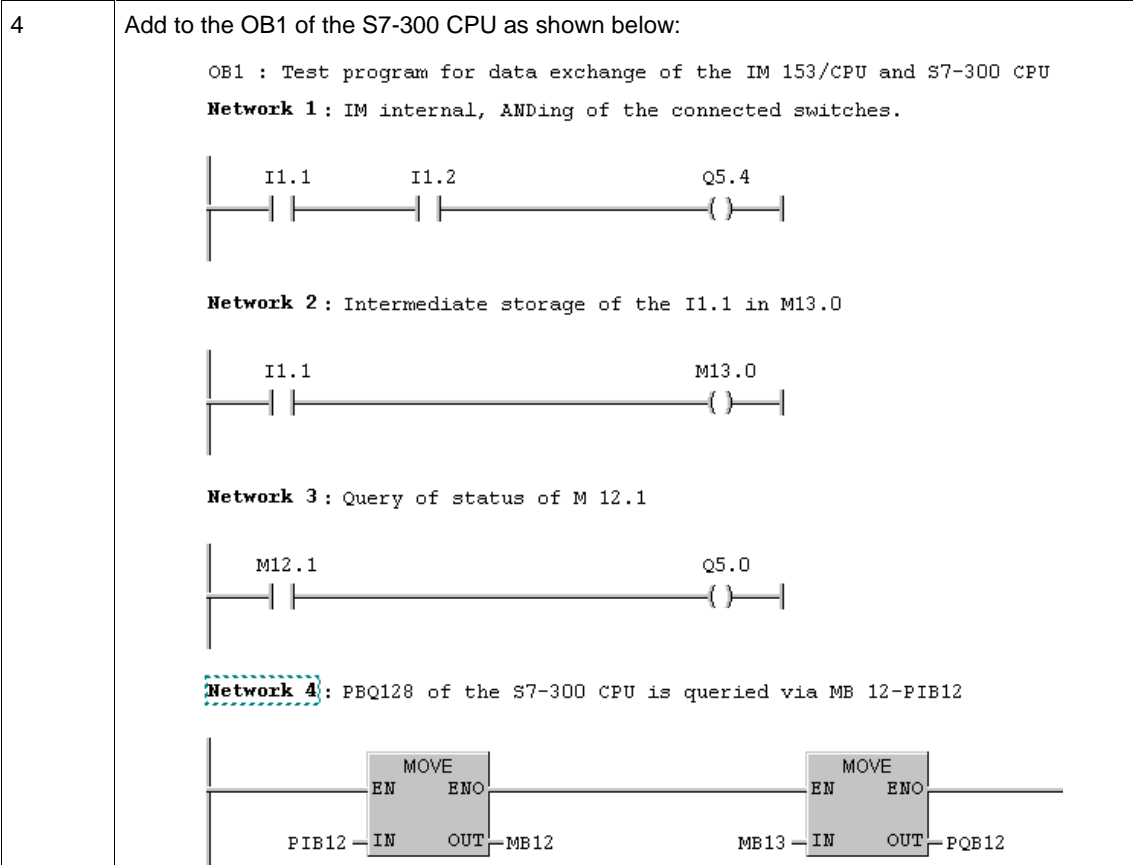 4 Add to the OB1 of the S7-300 CPU as shown below:
OB1 : Test program for data exchange of the IM 153/CPU and S7-300 CPU
Network 1: IM internal, ANDing of the connected switches.
I1.1 I1.2 Q5.4
Network 2: Intermediate storage of the I1.1 in M13.0
I1.1 M13.0
Network 3: Query of status of M 12.1
M12.1 Q5.0
Network 4: PBQ128 of the S7-300 CPU is queried via MB 12-PIB12
MOVE MOVE
EN ENO EN ENO
PIB12 IN OUT MB12 MB13 IN OUT PQB12